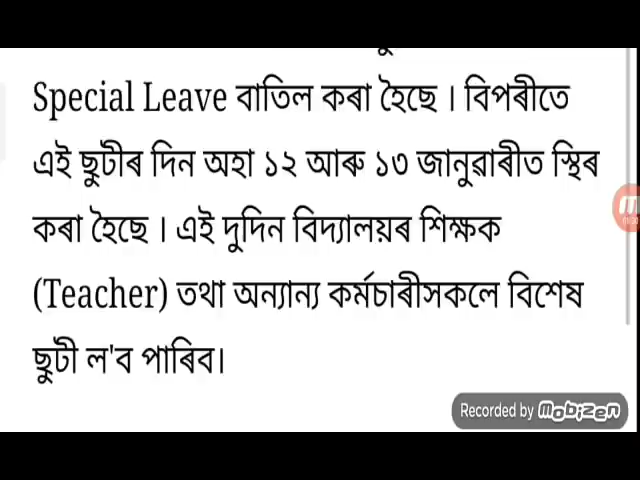 Special Leave বাতিল কৰা হৈছে । বিপৰীতে
এই ছুটীৰ দিন অহা ১২ আৰু ১৩ জানুৱাৰীত স্থিৰ
কৰা হৈছে । এই দুদিন বিদ্যালয়ৰ শিক্ষক
(Teacher) তথা অন্যান্য কৰ্মচাৰীসকলে বিশেষ
ছুটী ল'ব পাৰিব।
Recorded by Mobizen